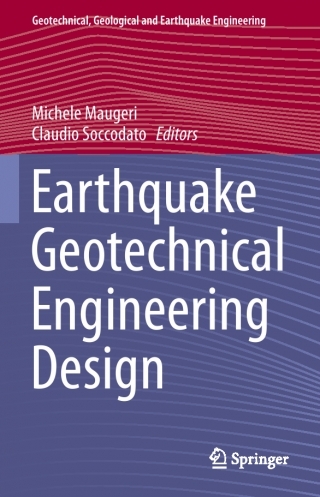 Geotechnical, Geological and Earthquake Engineering
Michele Maugeri
Claudio Soccodato Editors
Earthquake
Geotechnical
Engineering
Design
Springer